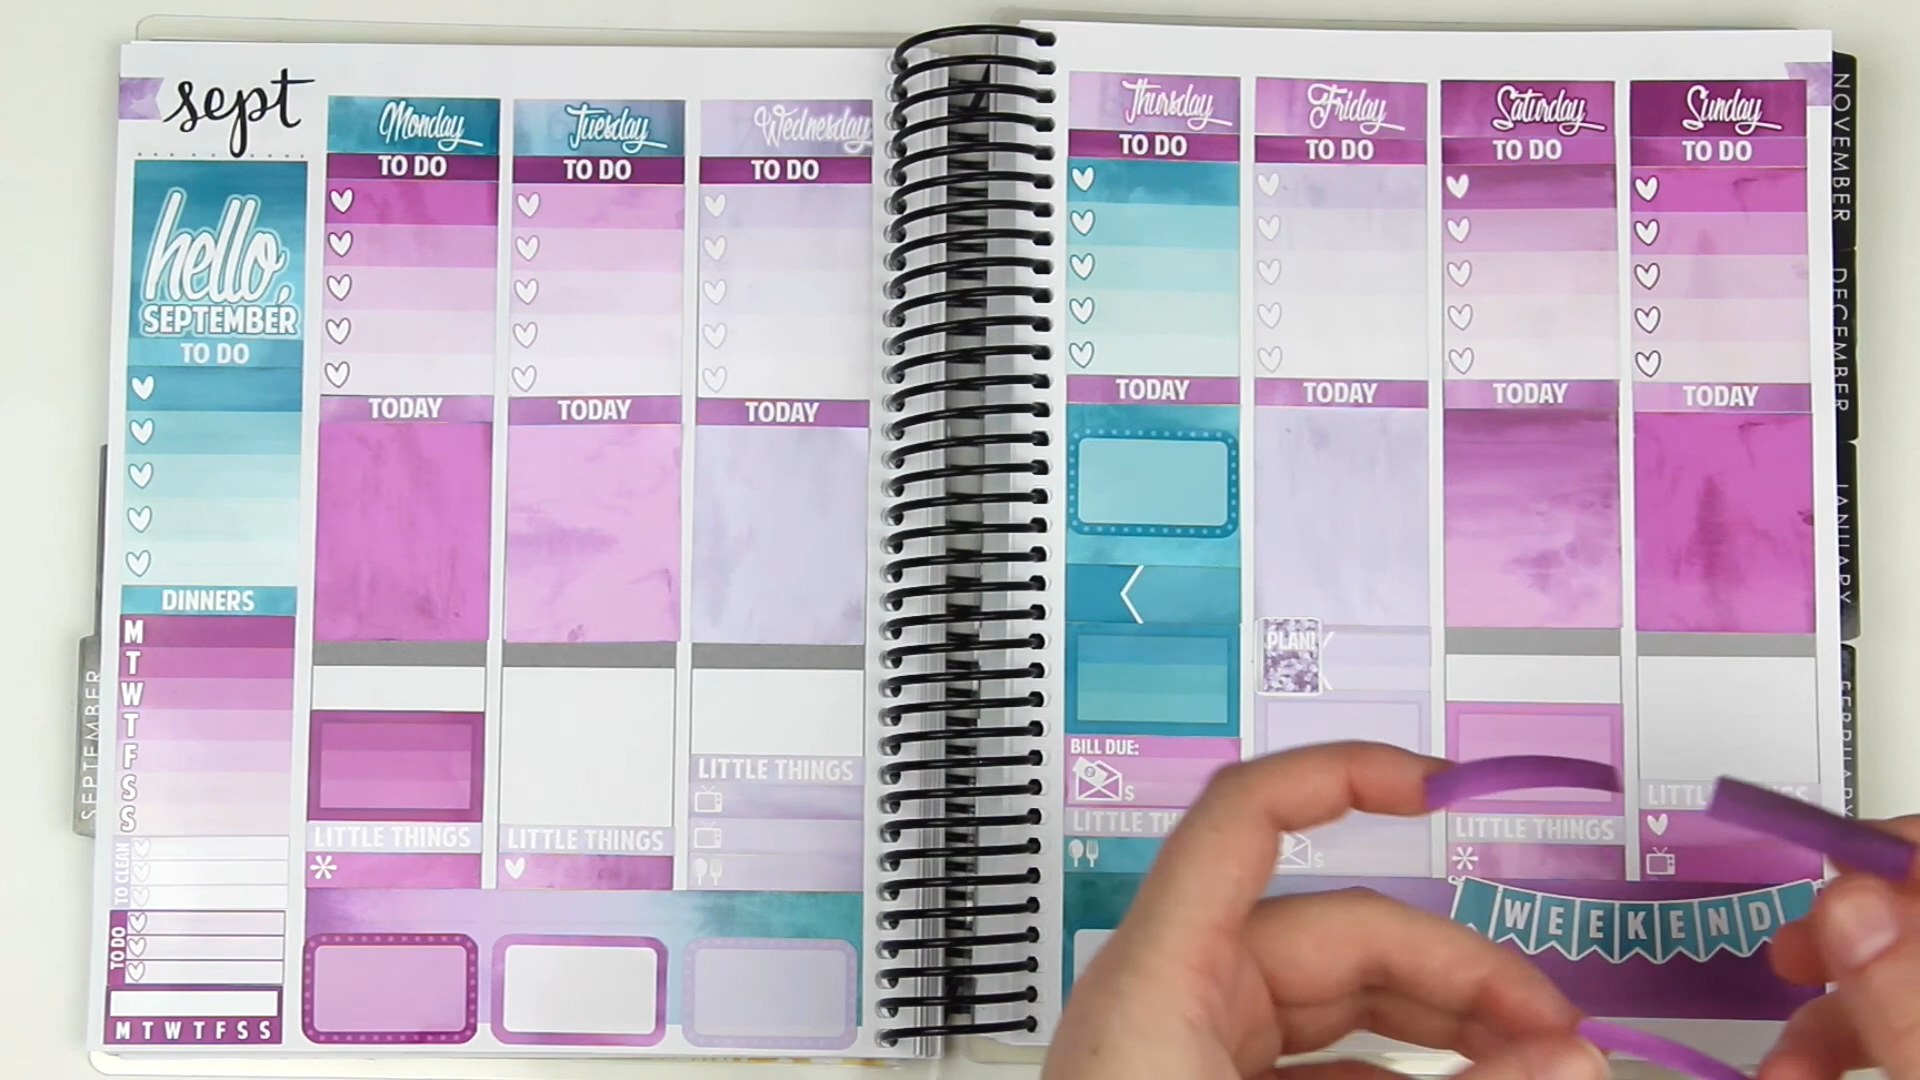 sept
hello,
SEPTEMBER
TO DO
DINNERS
M
T
W
T
F
S
S
TO CLEAN
TO DO
M T W T F S S
Monday
TO DO
TODAY
LITTLE THINGS
Tuesday
TO DO
TODAY
LITTLE THINGS
Wednesday
TO DO
TODAY
LITTLE THINGS
Thursday
TO DO
TODAY
BILL DUE:
$
LITTLE
Friday
TO DO
TODAY
PLAN!
$
Saturday
TO DO
TODAY
LITTLE THINGS
Sunday
TO DO
TODAY
WEEKEND
SEPTEMBER
NOVEMBER
DECEMBER
JANUARY
FEBRUARY